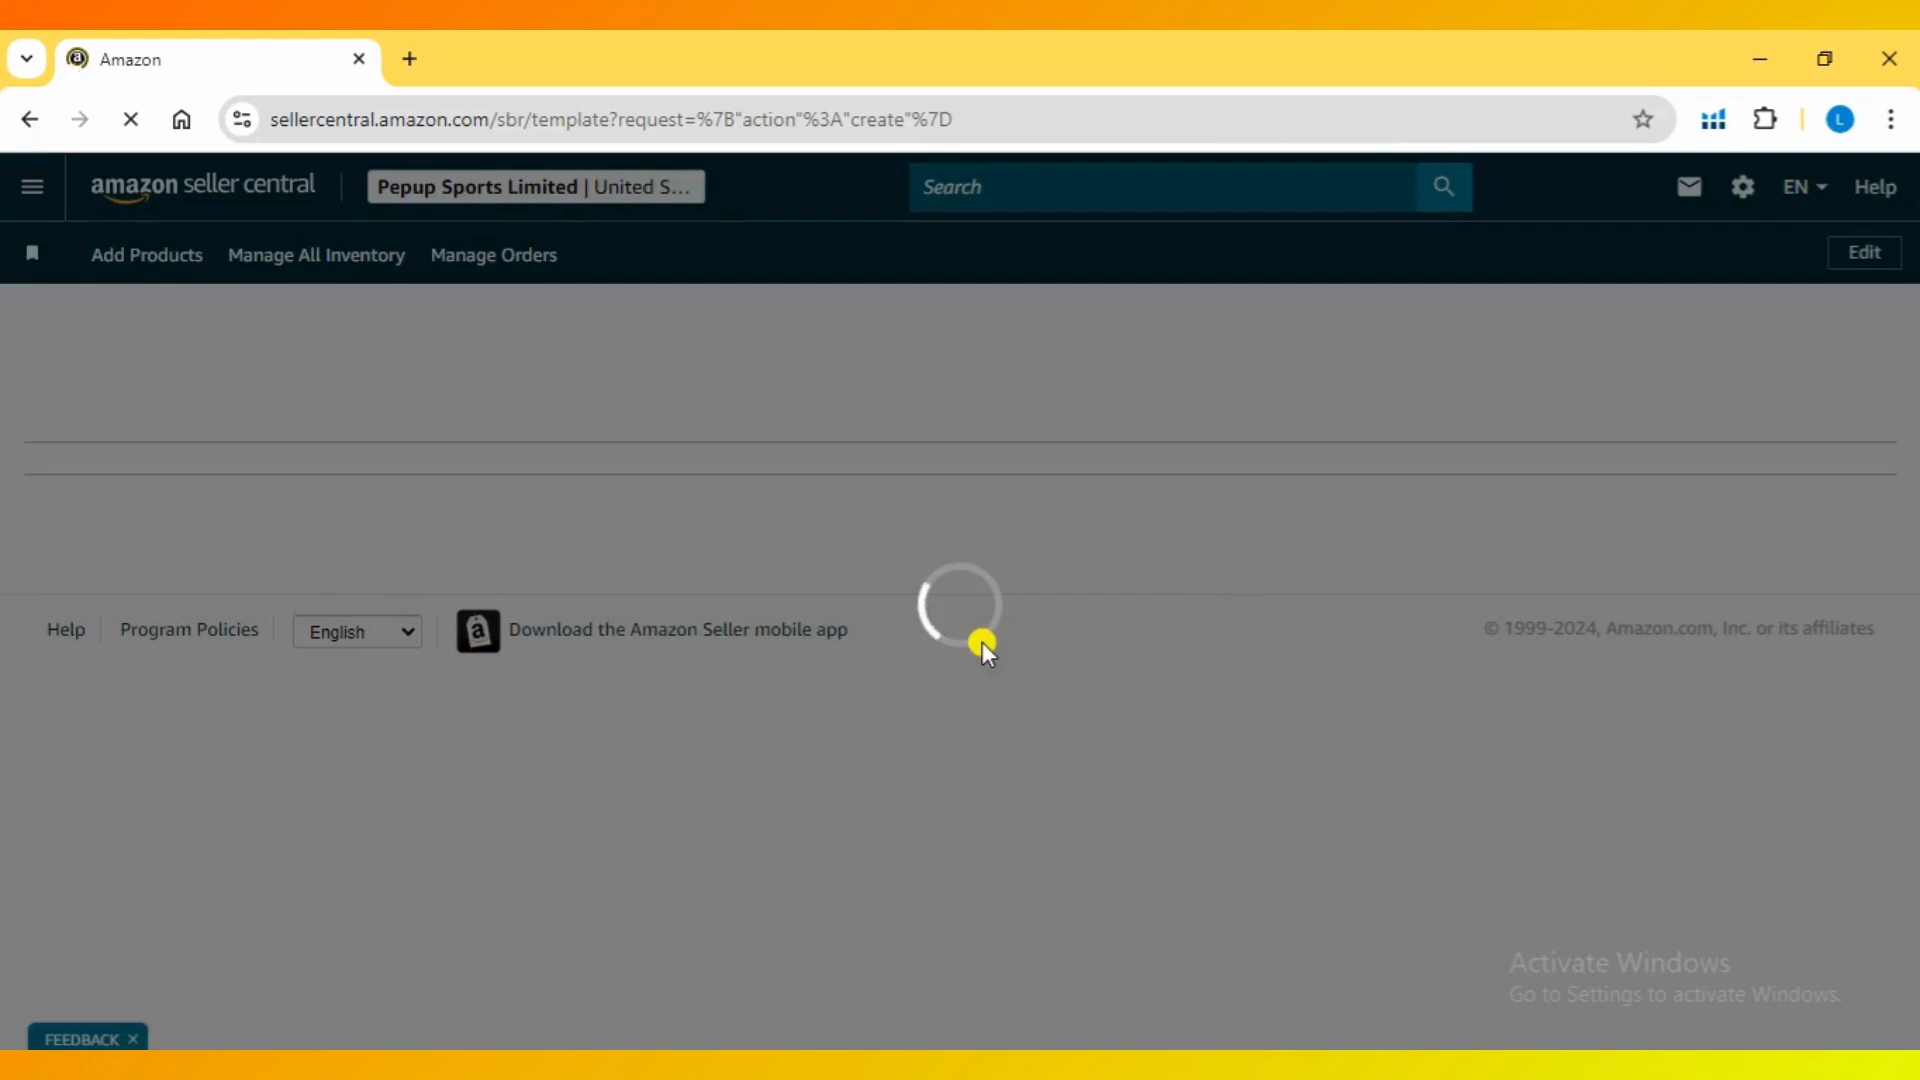 Amazon
sellercentral.amazon.com/sbr/template?request=%7B"action"%3A"create"%7D
amazon seller central
Pepup Sports Limited | United S...
Search
EN
Help
Add Products
Manage All Inventory
Manage Orders
Edit
Help
Program Policies
English
Download the Amazon Seller mobile app
© 1999-2024, Amazon.com, Inc. or its affiliates
Activate Windows
Go to Settings to activate Windows.
FEEDBACK